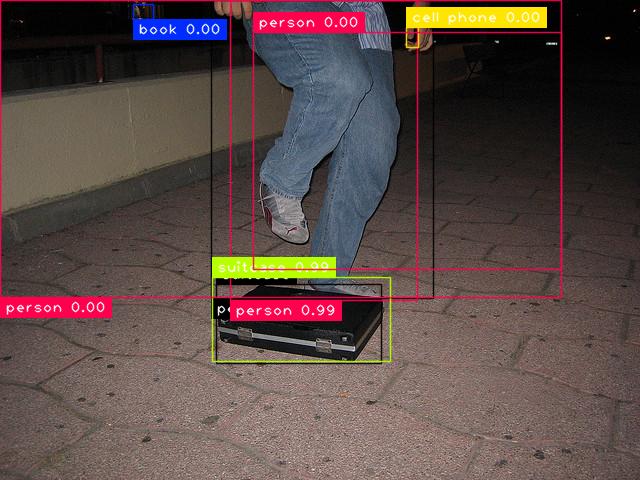 book 0.00
person 0.00
cell phone 0.00
suitcase 0.99
person 0.00
pe
person 0.99